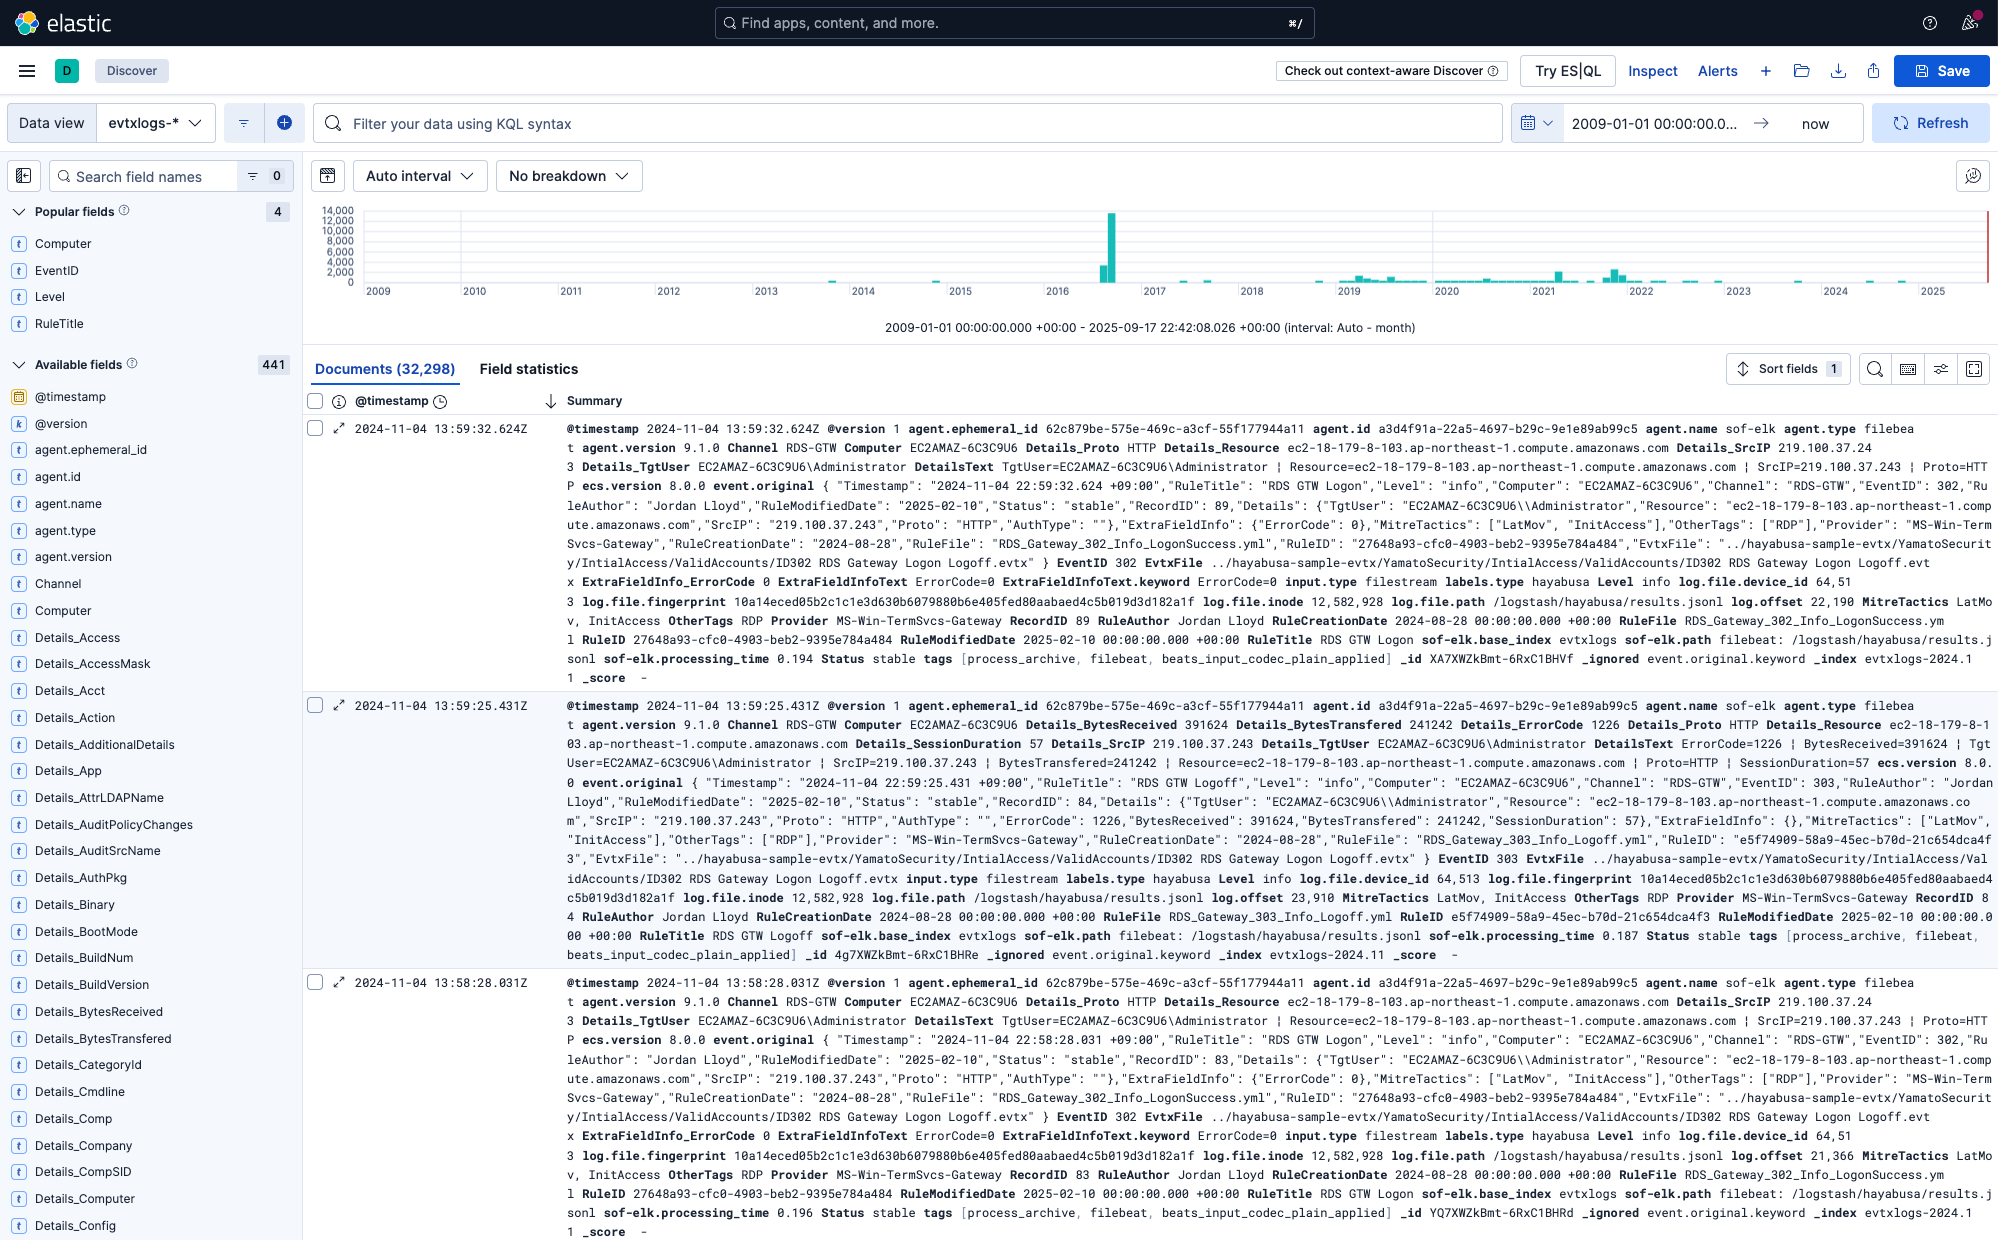 elastic
Find apps, content, and more.
⌘/
D
Discover
Check out context-aware Discover
Try ES|QL
Inspect
Alerts
Save
Data view
evtxlogs-*
Filter your data using KQL syntax
2009-01-01 00:00:00.0...
now
Refresh
Search field names
0
Popular fields
4
Computer
EventID
Level
RuleTitle
Available fields
441
@timestamp
@version
agent.ephemeral_id
agent.id
agent.name
agent.type
agent.version
Channel
Computer
Details_Access
Details_AccessMask
Details_Acct
Details_Action
Details_AdditionalDetails
Details_App
Details_AttrLDAPName
Details_AuditPolicyChanges
Details_AuditSrcName
Details_AuthPkg
Details_Binary
Details_BootMode
Details_BuildNum
Details_BuildVersion
Details_BytesReceived
Details_BytesTransfered
Details_CategoryId
Details_Cmdline
Details_Comp
Details_Company
Details_CompSID
Details_Computer
Details_Config
Auto interval
No breakdown
14,000
12,000
10,000
8,000
6,000
4,000
2,000
0
2009 2010 2011 2012 2013 2014 2015 2016 2017 2018 2019 2020 2021 2022 2023 2024 2025
2009-01-01 00:00:00.000 +00:00 - 2025-09-17 22:42:08.026 +00:00 (interval: Auto - month)
Documents (32,298)
Field statistics
Sort fields 1
@timestamp
Summary
2024-11-04 13:59:32.624Z
@timestamp 2024-11-04 13:59:32.624Z @version 1 agent.ephemeral_id 62c879be-575e-469c-a3cf-55f177944a11 agent.id a3d4f91a-22a5-4697-b29c-9e1e89ab99c5 agent.name sof-elk agent.type filebea
t agent.version 9.1.0 Channel RDS-GTW Computer EC2AMAZ-6C3C9U6 Details_Proto HTTP Details_Resource ec2-18-179-8-103.ap-northeast-1.compute.amazonaws.com Details_SrcIP 219.100.37.24
3 Details_TgtUser EC2AMAZ-6C3C9U6\Administrator DetailsText TgtUser=EC2AMAZ-6C3C9U6\Administrator | Resource=ec2-18-179-8-103.ap-northeast-1.compute.amazonaws.com | SrcIP=219.100.37.243 | Proto=HTT
P ecs.version 8.0.0 event.original { "Timestamp": "2024-11-04 22:59:32.624 +09:00","RuleTitle": "RDS GTW Logon","Level": "info","Computer": "EC2AMAZ-6C3C9U6","Channel": "RDS-GTW","EventID": 302,"Ru
leAuthor": "Jordan Lloyd","RuleModifiedDate": "2025-02-10","Status": "stable","RecordID": 89,"Details": {"TgtUser": "EC2AMAZ-6C3C9U6\\Administrator","Resource": "ec2-18-179-8-103.ap-northeast-1.comp
ute.amazonaws.com","SrcIP": "219.100.37.243","Proto": "HTTP","AuthType": ""},"ExtraFieldInfo": {"ErrorCode": 0},"MitreTactics": ["LatMov", "InitAccess"],"OtherTags": ["RDP"],"Provider": "MS-Win-Term
Svcs-Gateway","RuleCreationDate": "2024-08-28","RuleFile": "RDS_Gateway_302_Info_LogonSuccess.yml","RuleID": "27648a93-cfc0-4903-beb2-9395e784a484","EvtxFile": "../hayabusa-sample-evtx/YamatoSecurit
y/IntialAccess/ValidAccounts/ID302 RDS Gateway Logon Logoff.evtx" } EventID 302 EvtxFile ../hayabusa-sample-evtx/YamatoSecurity/IntialAccess/ValidAccounts/ID302 RDS Gateway Logon Logoff.evt
x ExtraFieldInfo_ErrorCode 0 ExtraFieldInfoText ErrorCode=0 ExtraFieldInfoText.keyword ErrorCode=0 input.type filestream labels.type hayabusa Level info log.file.device_id 64,51
3 log.file.fingerprint 10a14eced05b2c1c1e3d630b6079880b6e405fed80aabaed4c5b019d3d182a1f log.file.inode 12,582,928 log.file.path /logstash/hayabusa/results.jsonl log.offset 22,190 MitreTactics LatMo
v, InitAccess OtherTags RDP Provider MS-Win-TermSvcs-Gateway RecordID 89 RuleAuthor Jordan Lloyd RuleCreationDate 2024-08-28 00:00:00.000 +00:00 RuleFile RDS_Gateway_302_Info_LogonSuccess.ym
l RuleID 27648a93-cfc0-4903-beb2-9395e784a484 RuleModifiedDate 2025-02-10 00:00:00.000 +00:00 RuleTitle RDS GTW Logon sof-elk.base_index evtxlogs sof-elk.path filebeat: /logstash/hayabusa/results.j
sonl sof-elk.processing_time 0.194 Status stable tags [process_archive, filebeat, beats_input_codec_plain_applied] _id XA7XWZkBmt-6RxC1BHVf _ignored event.original.keyword _index evtxlogs-2024.1
1 _score -
2024-11-04 13:59:25.431Z
@timestamp 2024-11-04 13:59:25.431Z @version 1 agent.ephemeral_id 62c879be-575e-469c-a3cf-55f177944a11 agent.id a3d4f91a-22a5-4697-b29c-9e1e89ab99c5 agent.name sof-elk agent.type filebea
t agent.version 9.1.0 Channel RDS-GTW Computer EC2AMAZ-6C3C9U6 Details_BytesReceived 391624 Details_BytesTransfered 241242 Details_ErrorCode 1226 Details_Proto HTTP Details_Resource ec2-18-179-8-1
03.ap-northeast-1.compute.amazonaws.com Details_SessionDuration 57 Details_SrcIP 219.100.37.243 Details_TgtUser EC2AMAZ-6C3C9U6\Administrator DetailsText ErrorCode=1226 | BytesReceived=391624 | Tgt
User=EC2AMAZ-6C3C9U6\Administrator | SrcIP=219.100.37.243 | BytesTransfered=241242 | Resource=ec2-18-179-8-103.ap-northeast-1.compute.amazonaws.com | Proto=HTTP | SessionDuration=57 ecs.version 8.0.
0 event.original { "Timestamp": "2024-11-04 22:59:25.431 +09:00","RuleTitle": "RDS GTW Logoff","Level": "info","Computer": "EC2AMAZ-6C3C9U6","Channel": "RDS-GTW","EventID": 303,"RuleAuthor": "Jordan
Lloyd","RuleModifiedDate": "2025-02-10","Status": "stable","RecordID": 84,"Details": {"TgtUser": "EC2AMAZ-6C3C9U6\\Administrator","Resource": "ec2-18-179-8-103.ap-northeast-1.compute.amazonaws.co
m","SrcIP": "219.100.37.243","Proto": "HTTP","AuthType": "","ErrorCode": 1226,"BytesReceived": 391624,"BytesTransfered": 241242,"SessionDuration": 57},"ExtraFieldInfo": {},"MitreTactics": ["LatMov",
"InitAccess"],"OtherTags": ["RDP"],"Provider": "MS-Win-TermSvcs-Gateway","RuleCreationDate": "2024-08-28","RuleFile": "RDS_Gateway_303_Info_Logoff.yml","RuleID": "e5f74909-58a9-45ec-b70d-21c654dca4f
3","EvtxFile": "../hayabusa-sample-evtx/YamatoSecurity/IntialAccess/ValidAccounts/ID302 RDS Gateway Logon Logoff.evtx" } EventID 303 EvtxFile ../hayabusa-sample-evtx/YamatoSecurity/IntialAccess/Val
idAccounts/ID302 RDS Gateway Logon Logoff.evtx input.type filestream labels.type hayabusa Level info log.file.device_id 64,513 log.file.fingerprint 10a14eced05b2c1c1e3d630b6079880b6e405fed80aabaed4
c5b019d3d182a1f log.file.inode 12,582,928 log.file.path /logstash/hayabusa/results.jsonl log.offset 23,910 MitreTactics LatMov, InitAccess OtherTags RDP Provider MS-Win-TermSvcs-Gateway RecordID 8
4 RuleAuthor Jordan Lloyd RuleCreationDate 2024-08-28 00:00:00.000 +00:00 RuleFile RDS_Gateway_303_Info_Logoff.yml RuleID e5f74909-58a9-45ec-b70d-21c654dca4f3 RuleModifiedDate 2025-02-10 00:00:00.0
00 +00:00 RuleTitle RDS GTW Logoff sof-elk.base_index evtxlogs sof-elk.path filebeat: /logstash/hayabusa/results.jsonl sof-elk.processing_time 0.187 Status stable tags [process_archive, filebeat,
beats_input_codec_plain_applied] _id 4g7XWZkBmt-6RxC1BHRe _ignored event.original.keyword _index evtxlogs-2024.11 _score -
2024-11-04 13:58:28.031Z
@timestamp 2024-11-04 13:58:28.031Z @version 1 agent.ephemeral_id 62c879be-575e-469c-a3cf-55f177944a11 agent.id a3d4f91a-22a5-4697-b29c-9e1e89ab99c5 agent.name sof-elk agent.type filebea
t agent.version 9.1.0 Channel RDS-GTW Computer EC2AMAZ-6C3C9U6 Details_Proto HTTP Details_Resource ec2-18-179-8-103.ap-northeast-1.compute.amazonaws.com Details_SrcIP 219.100.37.24
3 Details_TgtUser EC2AMAZ-6C3C9U6\Administrator DetailsText TgtUser=EC2AMAZ-6C3C9U6\Administrator | Resource=ec2-18-179-8-103.ap-northeast-1.compute.amazonaws.com | SrcIP=219.100.37.243 | Proto=HTT
P ecs.version 8.0.0 event.original { "Timestamp": "2024-11-04 22:58:28.031 +09:00","RuleTitle": "RDS GTW Logon","Level": "info","Computer": "EC2AMAZ-6C3C9U6","Channel": "RDS-GTW","EventID": 302,"Ru
leAuthor": "Jordan Lloyd","RuleModifiedDate": "2025-02-10","Status": "stable","RecordID": 83,"Details": {"TgtUser": "EC2AMAZ-6C3C9U6\\Administrator","Resource": "ec2-18-179-8-103.ap-northeast-1.comp
ute.amazonaws.com","SrcIP": "219.100.37.243","Proto": "HTTP","AuthType": ""},"ExtraFieldInfo": {"ErrorCode": 0},"MitreTactics": ["LatMov", "InitAccess"],"OtherTags": ["RDP"],"Provider": "MS-Win-Term
Svcs-Gateway","RuleCreationDate": "2024-08-28","RuleFile": "RDS_Gateway_302_Info_LogonSuccess.yml","RuleID": "27648a93-cfc0-4903-beb2-9395e784a484","EvtxFile": "../hayabusa-sample-evtx/YamatoSecurit
y/IntialAccess/ValidAccounts/ID302 RDS Gateway Logon Logoff.evtx" } EventID 302 EvtxFile ../hayabusa-sample-evtx/YamatoSecurity/IntialAccess/ValidAccounts/ID302 RDS Gateway Logon Logoff.evt
x ExtraFieldInfo_ErrorCode 0 ExtraFieldInfoText ErrorCode=0 ExtraFieldInfoText.keyword ErrorCode=0 input.type filestream labels.type hayabusa Level info log.file.device_id 64,51
3 log.file.fingerprint 10a14eced05b2c1c1e3d630b6079880b6e405fed80aabaed4c5b019d3d182a1f log.file.inode 12,582,928 log.file.path /logstash/hayabusa/results.jsonl log.offset 21,366 MitreTactics LatMo
v, InitAccess OtherTags RDP Provider MS-Win-TermSvcs-Gateway RecordID 83 RuleAuthor Jordan Lloyd RuleCreationDate 2024-08-28 00:00:00.000 +00:00 RuleFile RDS_Gateway_302_Info_LogonSuccess.ym
l RuleID 27648a93-cfc0-4903-beb2-9395e784a484 RuleModifiedDate 2025-02-10 00:00:00.000 +00:00 RuleTitle RDS GTW Logon sof-elk.base_index evtxlogs sof-elk.path filebeat: /logstash/hayabusa/results.j
sonl sof-elk.processing_time 0.196 Status stable tags [process_archive, filebeat, beats_input_codec_plain_applied] _id YQ7XWZkBmt-6RxC1BHRd _ignored event.original.keyword _index evtxlogs-2024.1
1 _score -